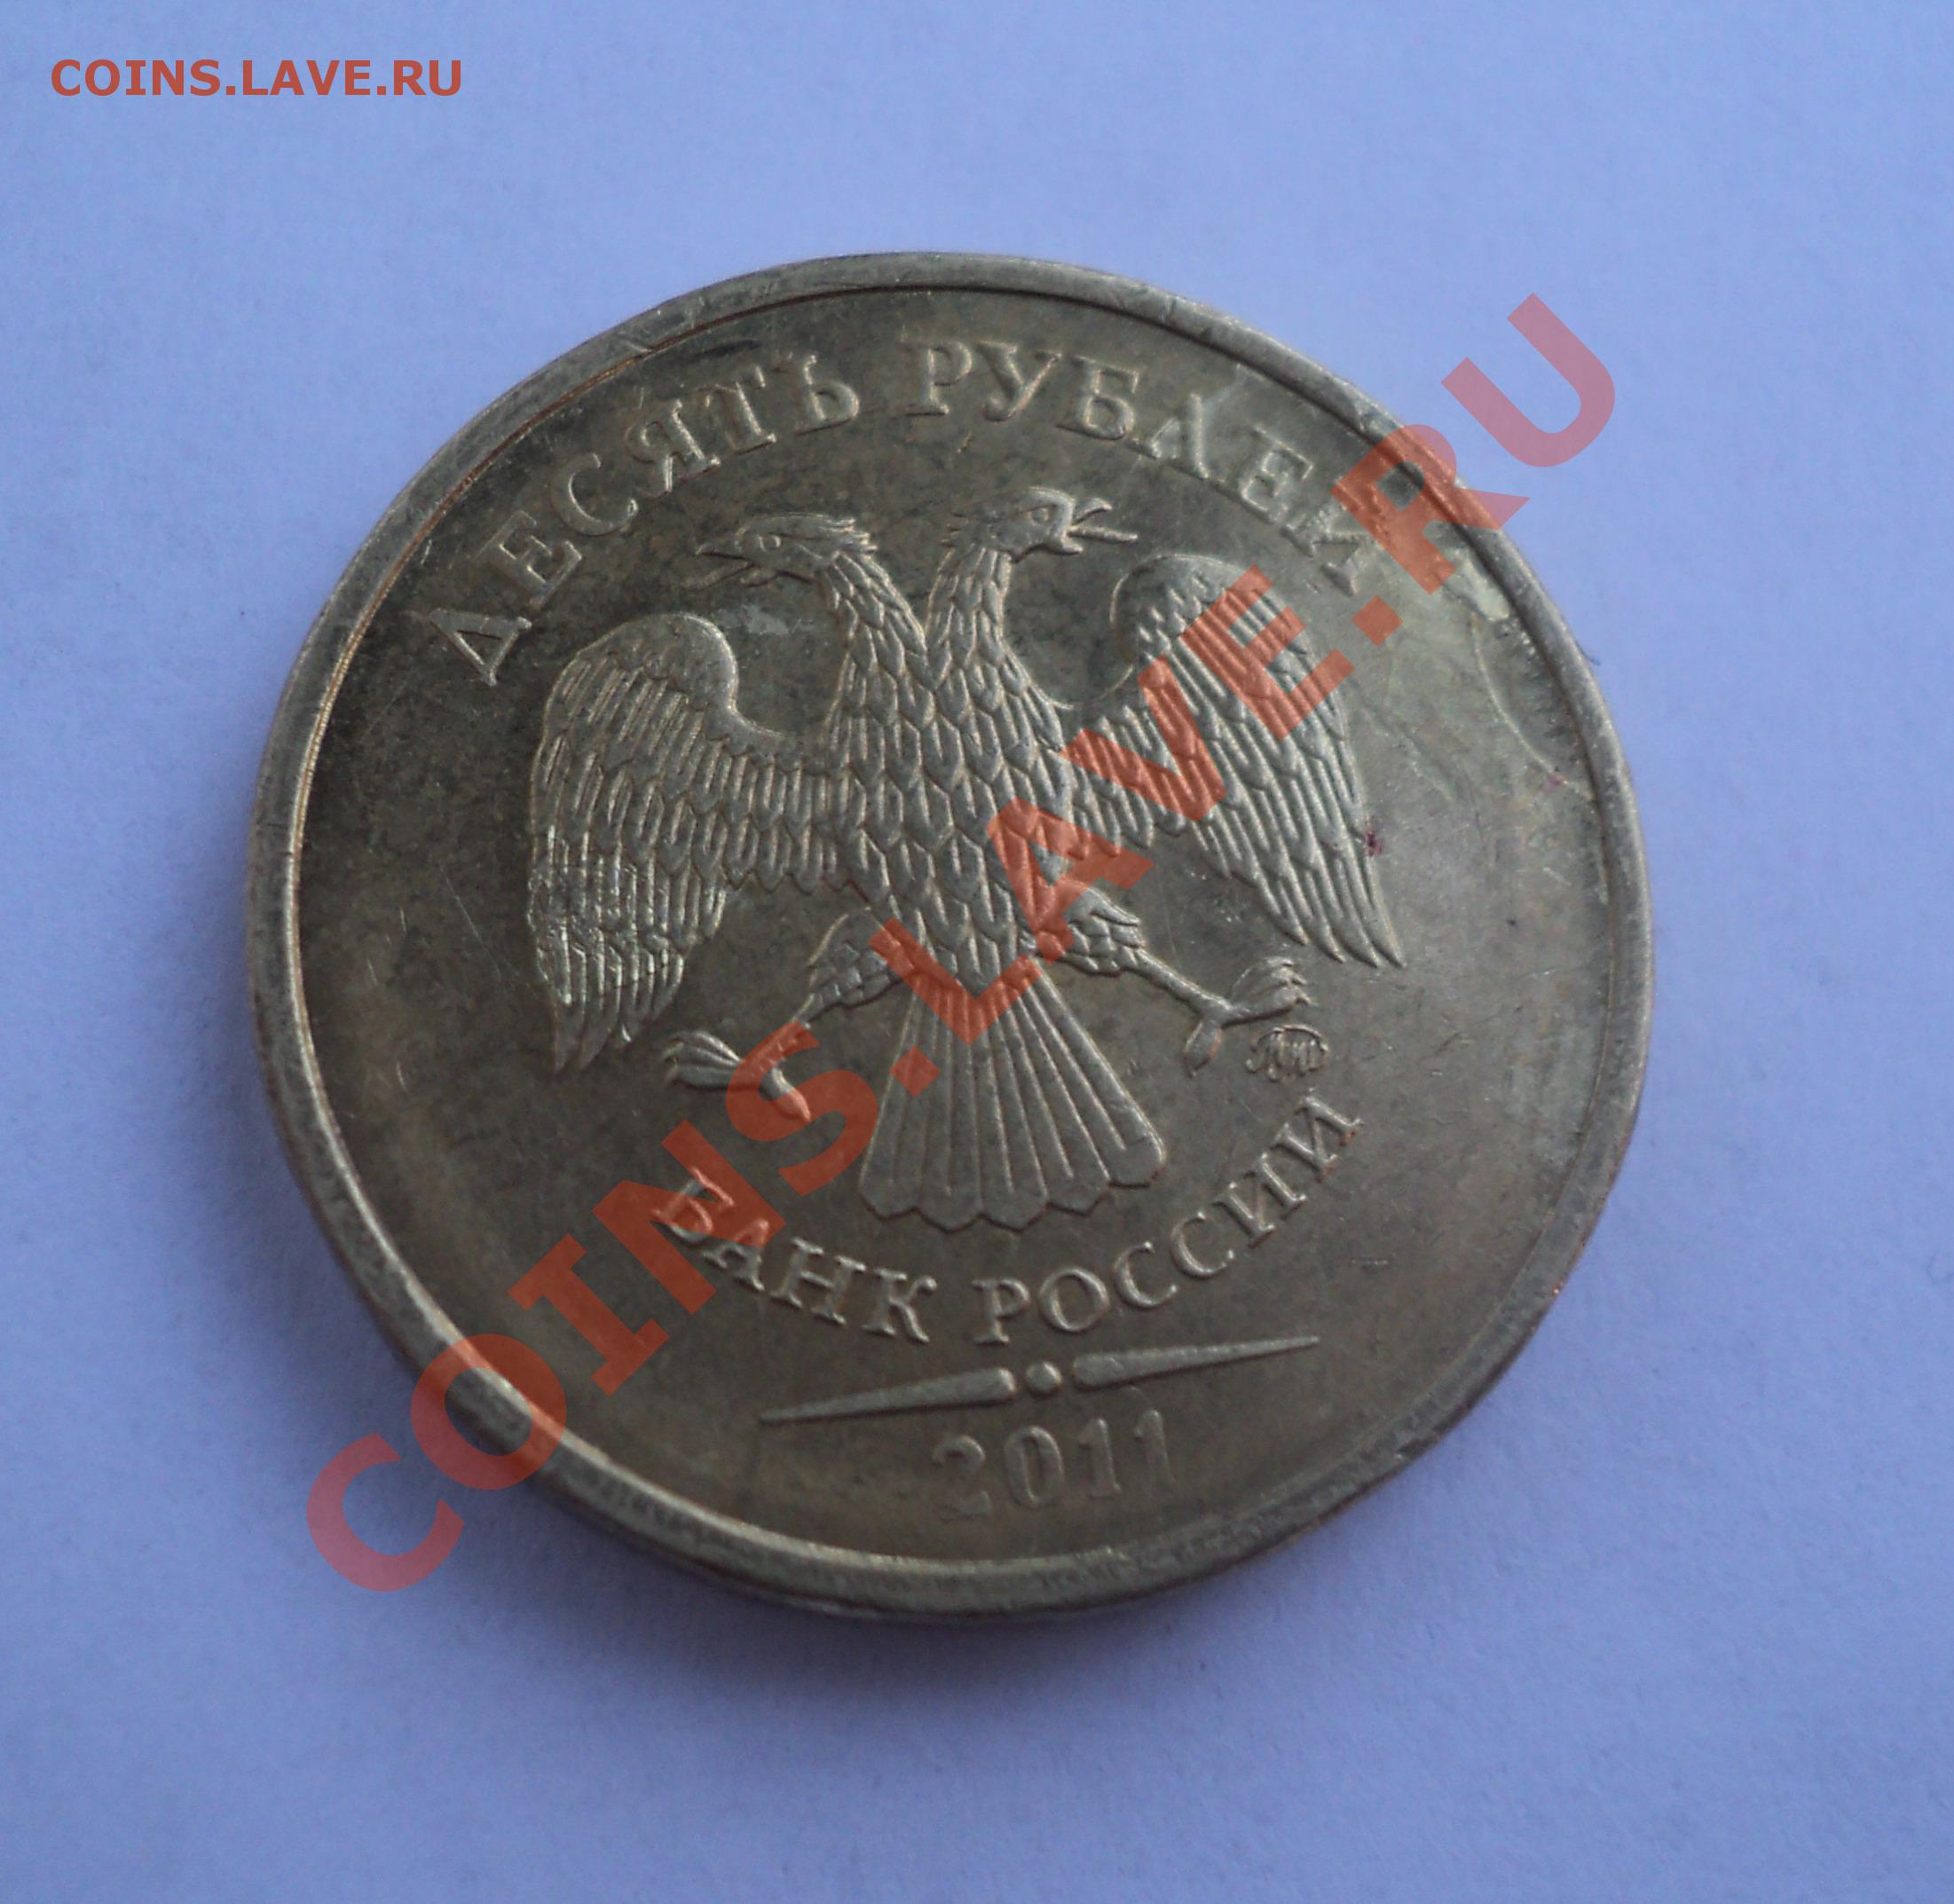 COINS.LAVE.RU
ДЕСЯТЬ РУБЛЕЙ
БАНК РОССИИ
2011
COINS.LAVE.RU